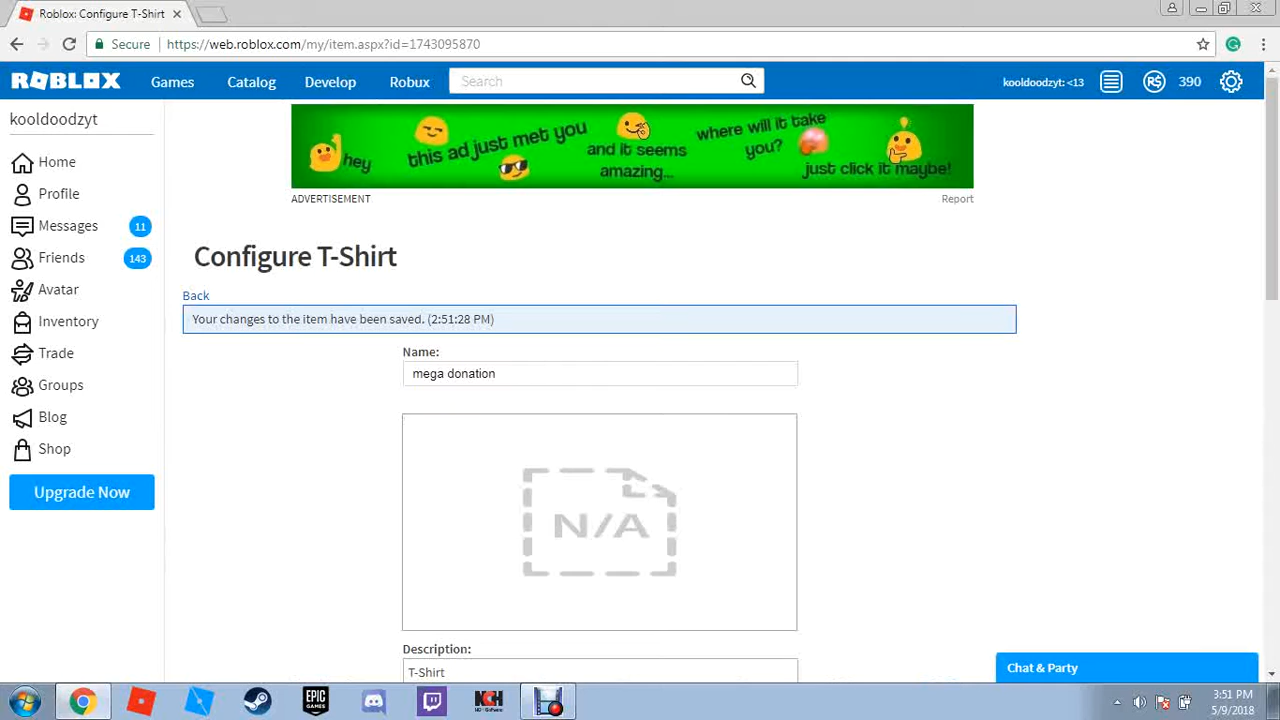 Roblox: Configure T-Shirt
Secure https://web.roblox.com/my/item.aspx?id=1743095870
ROBLOX Games Catalog Develop Robux Search kooldoodzyt: <13 R$ 390
kooldoodzyt
Home
Profile
Messages 11
Friends 143
Avatar
Inventory
Trade
Groups
Blog
Shop
Upgrade Now
hey
this ad just met you
and it seems
amazing...
where will it take
you?
just click it maybe!
ADVERTISEMENT Report
Configure T-Shirt
Back
Your changes to the item have been saved. (2:51:28 PM)
Name:
mega donation
N/A
Description:
T-Shirt
Chat & Party
EPIC
GAMES
NCH
3:51 PM
5/9/2018